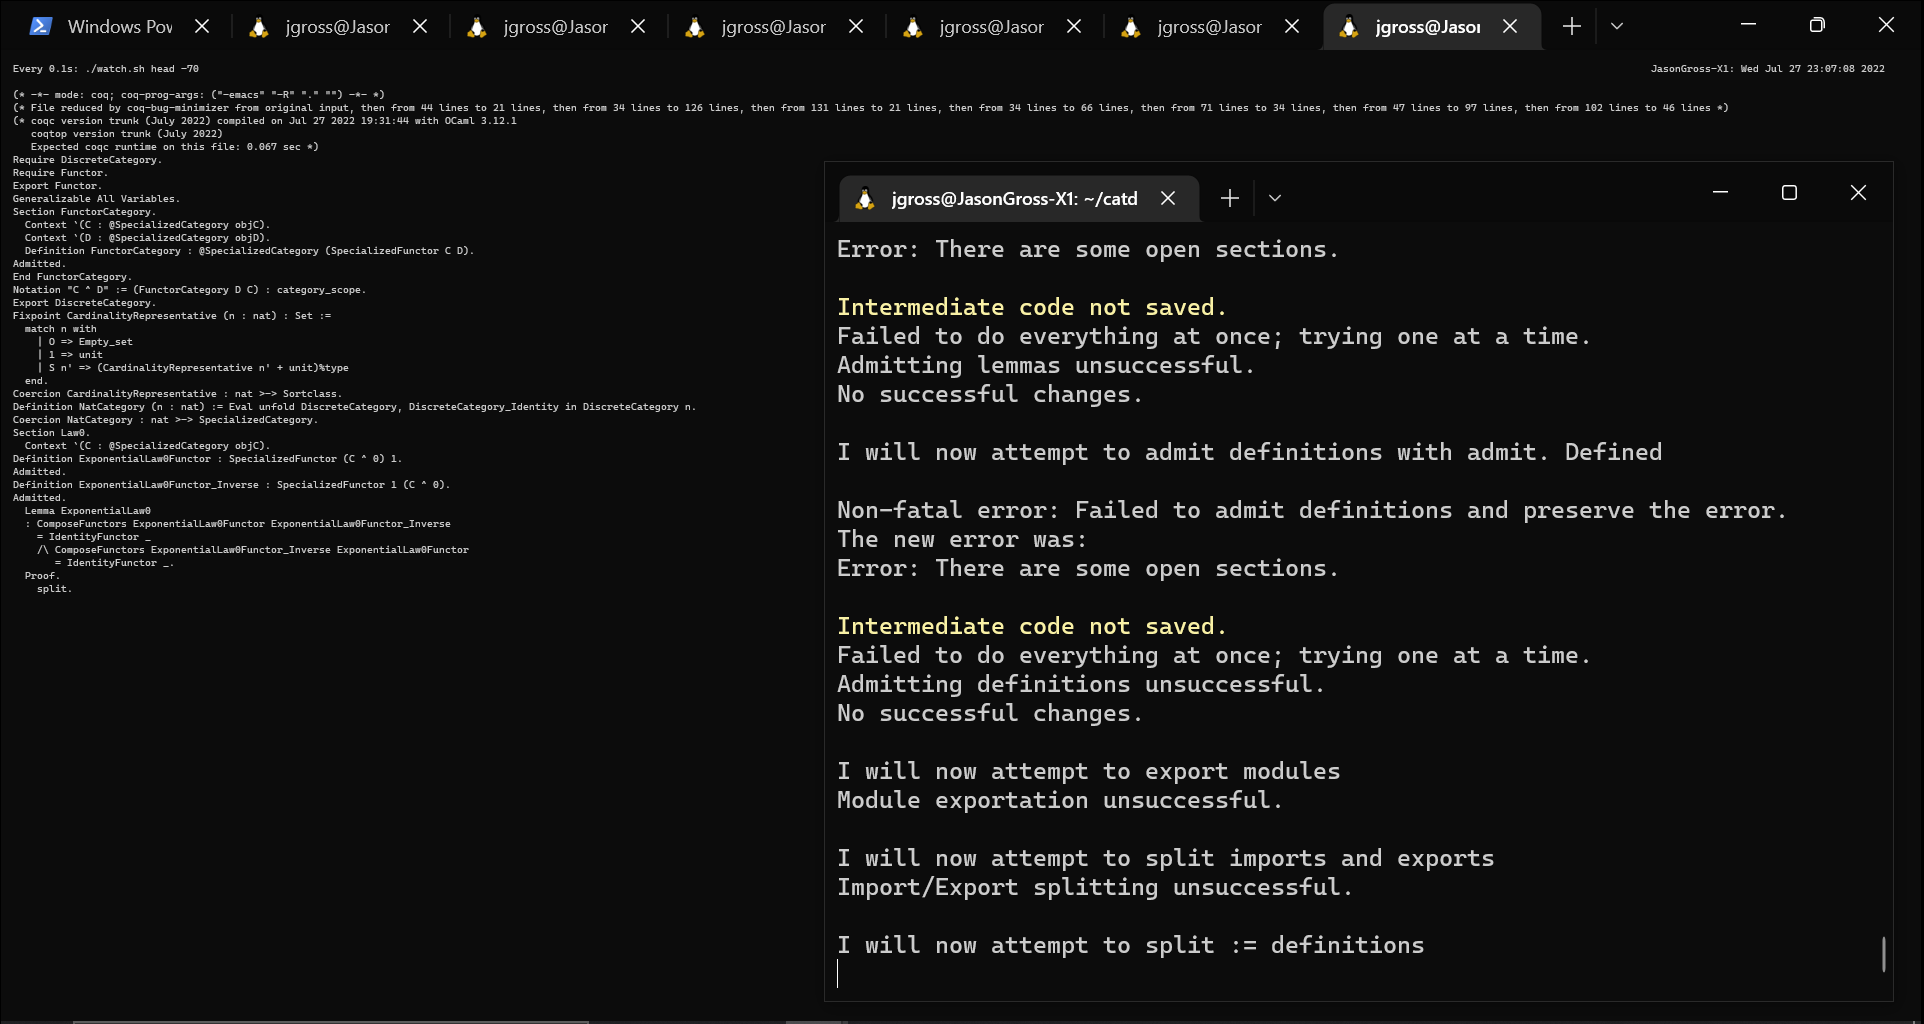 Windows Pov
jgross@Jasor
jgross@Jasor
jgross@Jasor
jgross@Jasor
jgross@Jasor
jgross@Jasor
Every 0.1s: ./watch.sh head -70
JasonGross-X1: Wed Jul 27 23:07:08 2022
(* -*- mode: coq; coq-prog-args: ("-emacs" "-R" "." "") -*- *)
(* File reduced by coq-bug-minimizer from original input, then from 44 lines to 21 lines, then from 34 lines to 126 lines, then from 131 lines to 21 lines, then from 34 lines to 66 lines, then from 71 lines to 34 lines, then from 47 lines to 97 lines, then from 102 lines to 46 lines *)
(* coqc version trunk (July 2022) compiled on Jul 27 2022 19:31:44 with OCaml 3.12.1
   coqtop version trunk (July 2022)
   Expected coqc runtime on this file: 0.067 sec *)
Require DiscreteCategory.
Require Functor.
Export Functor.
Generalizable All Variables.
Section FunctorCategory.
  Context `(C : @SpecializedCategory objC).
  Context `(D : @SpecializedCategory objD).
  Definition FunctorCategory : @SpecializedCategory (SpecializedFunctor C D).
Admitted.
End FunctorCategory.
Notation "C ^ D" := (FunctorCategory D C) : category_scope.
Export DiscreteCategory.
Fixpoint CardinalityRepresentative (n : nat) : Set :=
  match n with
    | O => Empty_set
    | 1 => unit
    | S n' => (CardinalityRepresentative n' + unit)%type
  end.
Coercion CardinalityRepresentative : nat >-> Sortclass.
Definition NatCategory (n : nat) := Eval unfold DiscreteCategory, DiscreteCategory_Identity in DiscreteCategory n.
Coercion NatCategory : nat >-> SpecializedCategory.
Section Law0.
  Context `(C : @SpecializedCategory objC).
Definition ExponentialLaw0Functor : SpecializedFunctor (C ^ 0) 1.
Admitted.
Definition ExponentialLaw0Functor_Inverse : SpecializedFunctor 1 (C ^ 0).
Admitted.
  Lemma ExponentialLaw0
  : ComposeFunctors ExponentialLaw0Functor ExponentialLaw0Functor_Inverse
    = IdentityFunctor _
    /\ ComposeFunctors ExponentialLaw0Functor_Inverse ExponentialLaw0Functor
       = IdentityFunctor _.
  Proof.
    split.
jgross@JasonGross-X1: ~/catd
Error: There are some open sections.
Intermediate code not saved.
Failed to do everything at once; trying one at a time.
Admitting lemmas unsuccessful.
No successful changes.
I will now attempt to admit definitions with admit. Defined
Non-fatal error: Failed to admit definitions and preserve the error.
The new error was:
Error: There are some open sections.
Intermediate code not saved.
Failed to do everything at once; trying one at a time.
Admitting definitions unsuccessful.
No successful changes.
I will now attempt to export modules
Module exportation unsuccessful.
I will now attempt to split imports and exports
Import/Export splitting unsuccessful.
I will now attempt to split := definitions